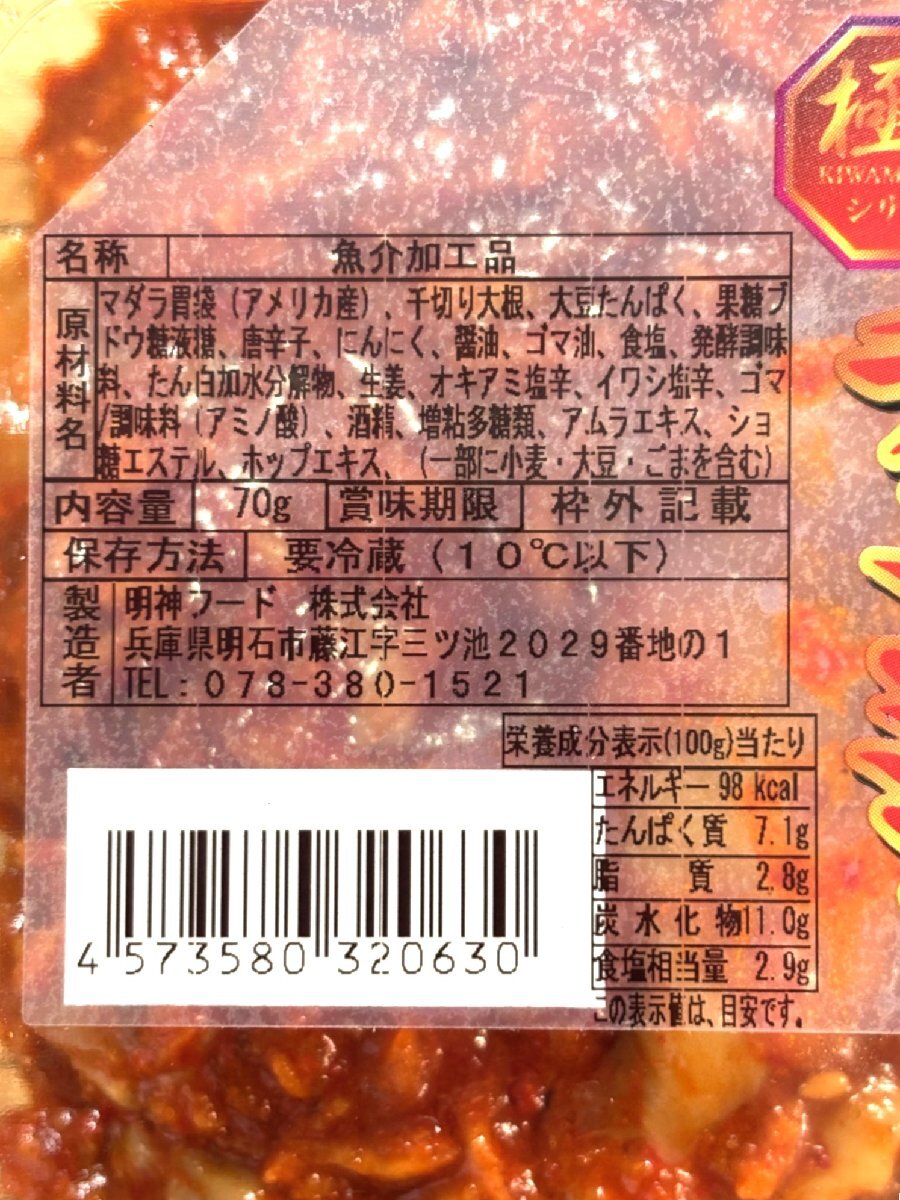 極
KIWAM
シリ
名称 魚介加工品
原材料名 マダラ胃袋（アメリカ産）、千切り大根、大豆たんぱく、果糖ブ
ドウ糖液糖、唐辛子、にんにく、醤油、ゴマ油、食塩、発酵調味
料、たん白加水分解物、生姜、オキアミ塩辛、イワシ塩辛、ゴマ
/調味料（アミノ酸）、酒精、増粘多糖類、アムラエキス、ショ
糖エステル、ホップエキス、（一部に小麦・大豆・ごまを含む）
内容量 70g 賞味期限 枠外記載
保存方法 要冷蔵（１０℃以下）
製造者 明神フード　株式会社
兵庫県明石市藤江字三ツ池２０２９番地の１
TEL：０７８−３８０−１５２１
栄養成分表示(100g)当たり
エネルギー 98 kcal
たんぱく質 7.1g
脂質 2.8g
炭水化物11.0g
食塩相当量 2.9g
この表示値は、目安です。
4 573580 320630